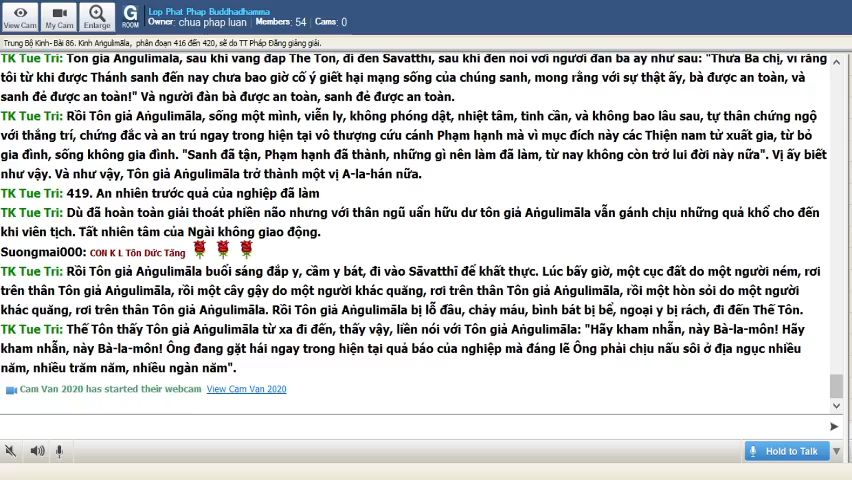 View Cam
My Cam
Enlarge
G
ROOM
Lop Phat Phap Buddhadhamma
Owner: chua phap luan | Members: 54 | Cams: 0
Trung Bộ Kinh- Bài 86. Kinh Aṅgulimāla, phân đoạn 416 đến 420, sẽ do TT Pháp Đăng giảng giải.
TK Tue Tri: Tôn giả Aṅgulimāla, sau khi vâng đáp Thế Tôn, đi đến Sāvatthi, sau khi đến nói với người đàn bà ấy như sau: "Thưa Bà chị, vì rằng
tôi từ khi được Thánh sanh đến nay chưa bao giờ cố ý giết hại mạng sống của chúng sanh, mong rằng với sự thật ấy, bà được an toàn, và
sanh đẻ được an toàn!" Và người đàn bà được an toàn, sanh đẻ được an toàn.
TK Tue Tri: Rồi Tôn giả Aṅgulimāla, sống một mình, viễn ly, không phóng dật, nhiệt tâm, tinh cần, và không bao lâu sau, tự thân chứng ngộ
với thắng trí, chứng đắc và an trú ngay trong hiện tại vô thượng cứu cánh Phạm hạnh mà vì mục đích này các Thiện nam tử xuất gia, từ bỏ
gia đình, sống không gia đình. "Sanh đã tận, Phạm hạnh đã thành, những gì nên làm đã làm, từ nay không còn trở lui đời này nữa". Vị ấy biết
như vậy. Và như vậy, Tôn giả Aṅgulimāla trở thành một vị A-la-hán nữa.
TK Tue Tri: 419. An nhiên trước quả của nghiệp đã làm
TK Tue Tri: Dù đã hoàn toàn giải thoát phiền não nhưng với thân ngũ uẩn hữu dư tôn giả Aṅgulimāla vẫn gánh chịu những quả khổ cho đến
khi viên tịch. Tất nhiên tâm của Ngài không giao động.
Suongmai000: CON K L Tôn Dức Tăng
TK Tue Tri: Rồi Tôn giả Aṅgulimāla buổi sáng đắp y, cầm y bát, đi vào Sāvatthi để khất thực. Lúc bấy giờ, một cục đất do một người ném, rơi
trên thân Tôn giả Aṅgulimāla, rồi một cây gậy do một người khác quăng, rơi trên thân Tôn giả Aṅgulimāla, rồi một hòn sỏi do một người
khác quăng, rơi trên thân Tôn giả Aṅgulimāla. Rồi Tôn giả Aṅgulimāla bị lỗ đầu, chảy máu, bình bát bị bể, ngoại y bị rách, đi đến Thế Tôn.
TK Tue Tri: Thế Tôn thấy Tôn giả Aṅgulimāla từ xa đi đến, thấy vậy, liền nói với Tôn giả Aṅgulimāla: "Hãy kham nhẫn, này Bà-la-môn! Hãy
kham nhẫn, này Bà-la-môn! Ông đang gặt hái ngay trong hiện tại quả báo của nghiệp mà đáng lẽ Ông phải chịu nấu sôi ở địa ngục nhiều
năm, nhiều trăm năm, nhiều ngàn năm".
Cam Van 2020 has started their webcam View Cam Van 2020
Hold to Talk